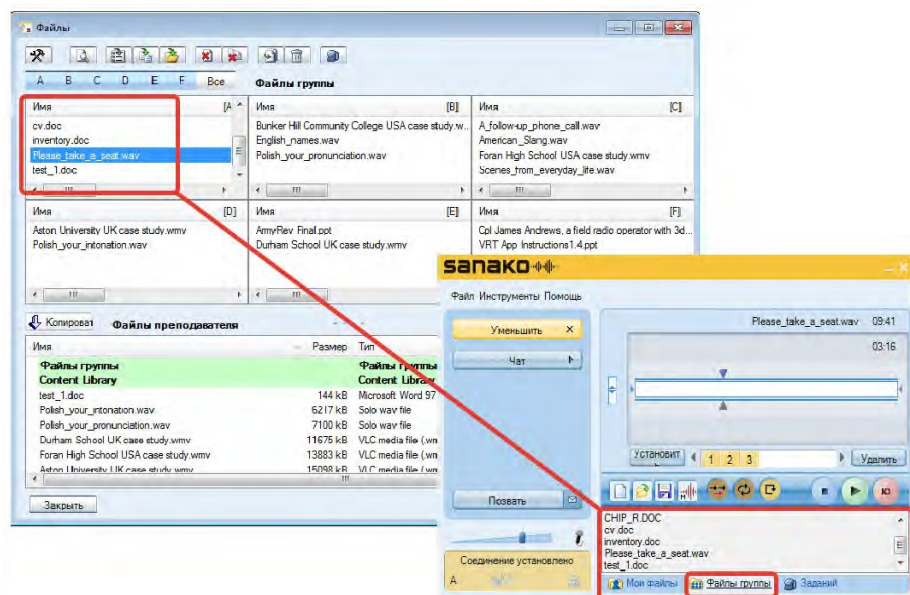 Файлы
A B C D E F Все Файлы группы
Имя [A
cv.doc
inventory.doc
Please_take_a_seat.wav
test_1.doc
Имя [B]
Bunker Hill Community College USA case study.w...
English_names.wav
Polish_your_pronunciation.wav
Имя [C]
A_follow-up_phone_call.wav
American_Slang.wav
Foran High School USA case study.wmv
Scenes_from_everyday_life.wav
Имя [D]
Aston University UK case study.wmv
Polish_your_intonation.wav
Имя [E]
ArmyRev Final.ppt
Durham School UK case study.wmv
Имя [F]
Cpl James Andrews, a field radio operator with 3d...
VRT App Instructions1.4.ppt
Копироват Файлы преподавателя
Имя Размер Тип
Файлы группы Файлы группы
Content Library Content Library
test_1.doc 144 kB Microsoft Word 97
Polish_your_intonation.wav 6217 kB Solo wav file
Polish_your_pronunciation.wav 7100 kB Solo wav file
Durham School UK case study.wmv 11675 kB VLC media file (.wn
Foran High School USA case study.wmv 13883 kB VLC media file (.wn
Aston University UK case study.wmv 15098 kB VLC media file (.wn
Закрыть
sanako
Файл Инструменты Помощь
Уменьшить
Чат
Позвать
Соединение установлено
A
Please_take_a_seat.wav 09:41
03:16
Установит 1 2 3 Удалить
CHIP_R.DOC
cv.doc
inventory.doc
Please_take_a_seat.wav
test_1.doc
Мои файлы Файлы группы Заданий